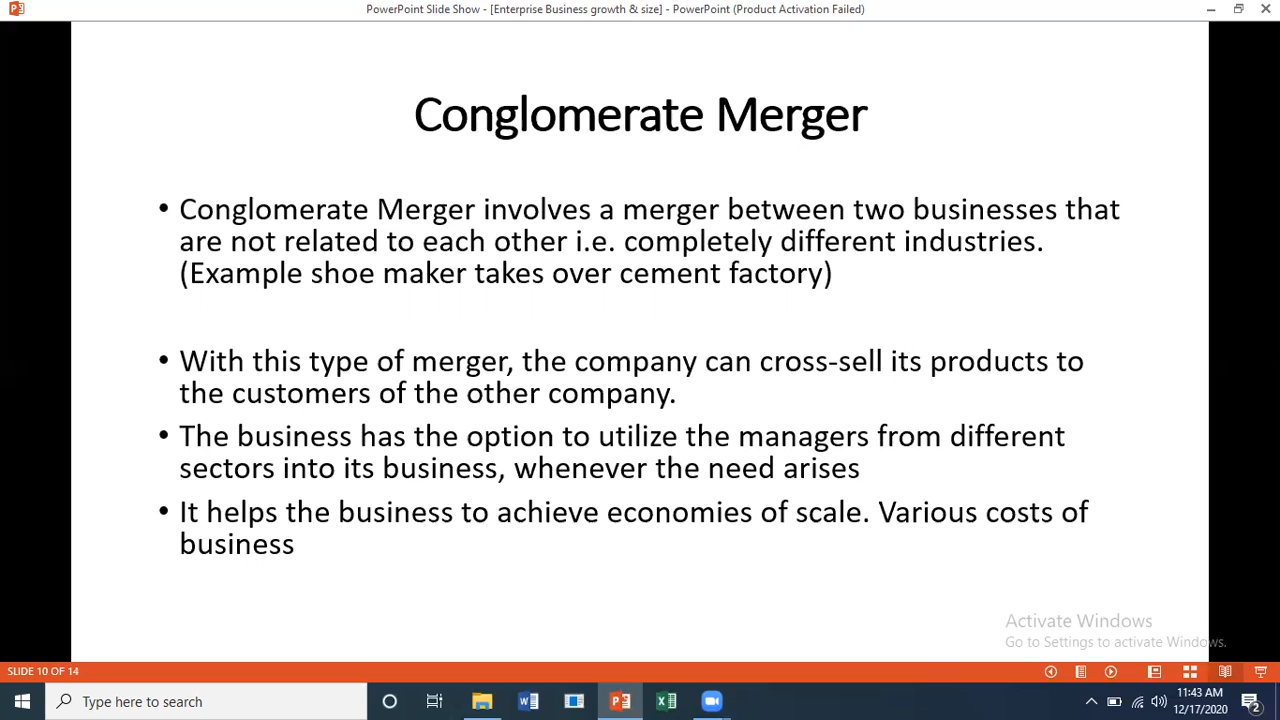 PowerPoint Slide Show - [Enterprise Business growth & size] - PowerPoint (Product Activation Failed)
Conglomerate Merger
• Conglomerate Merger involves a merger between two businesses that
are not related to each other i.e. completely different industries.
(Example shoe maker takes over cement factory)
• With this type of merger, the company can cross-sell its products to
the customers of the other company.
• The business has the option to utilize the managers from different
sectors into its business, whenever the need arises
• It helps the business to achieve economies of scale. Various costs of
business
Activate Windows
Go to Settings to activate Windows.
SLIDE 10 OF 14
Type here to search
11:43 AM
12/17/2020
2